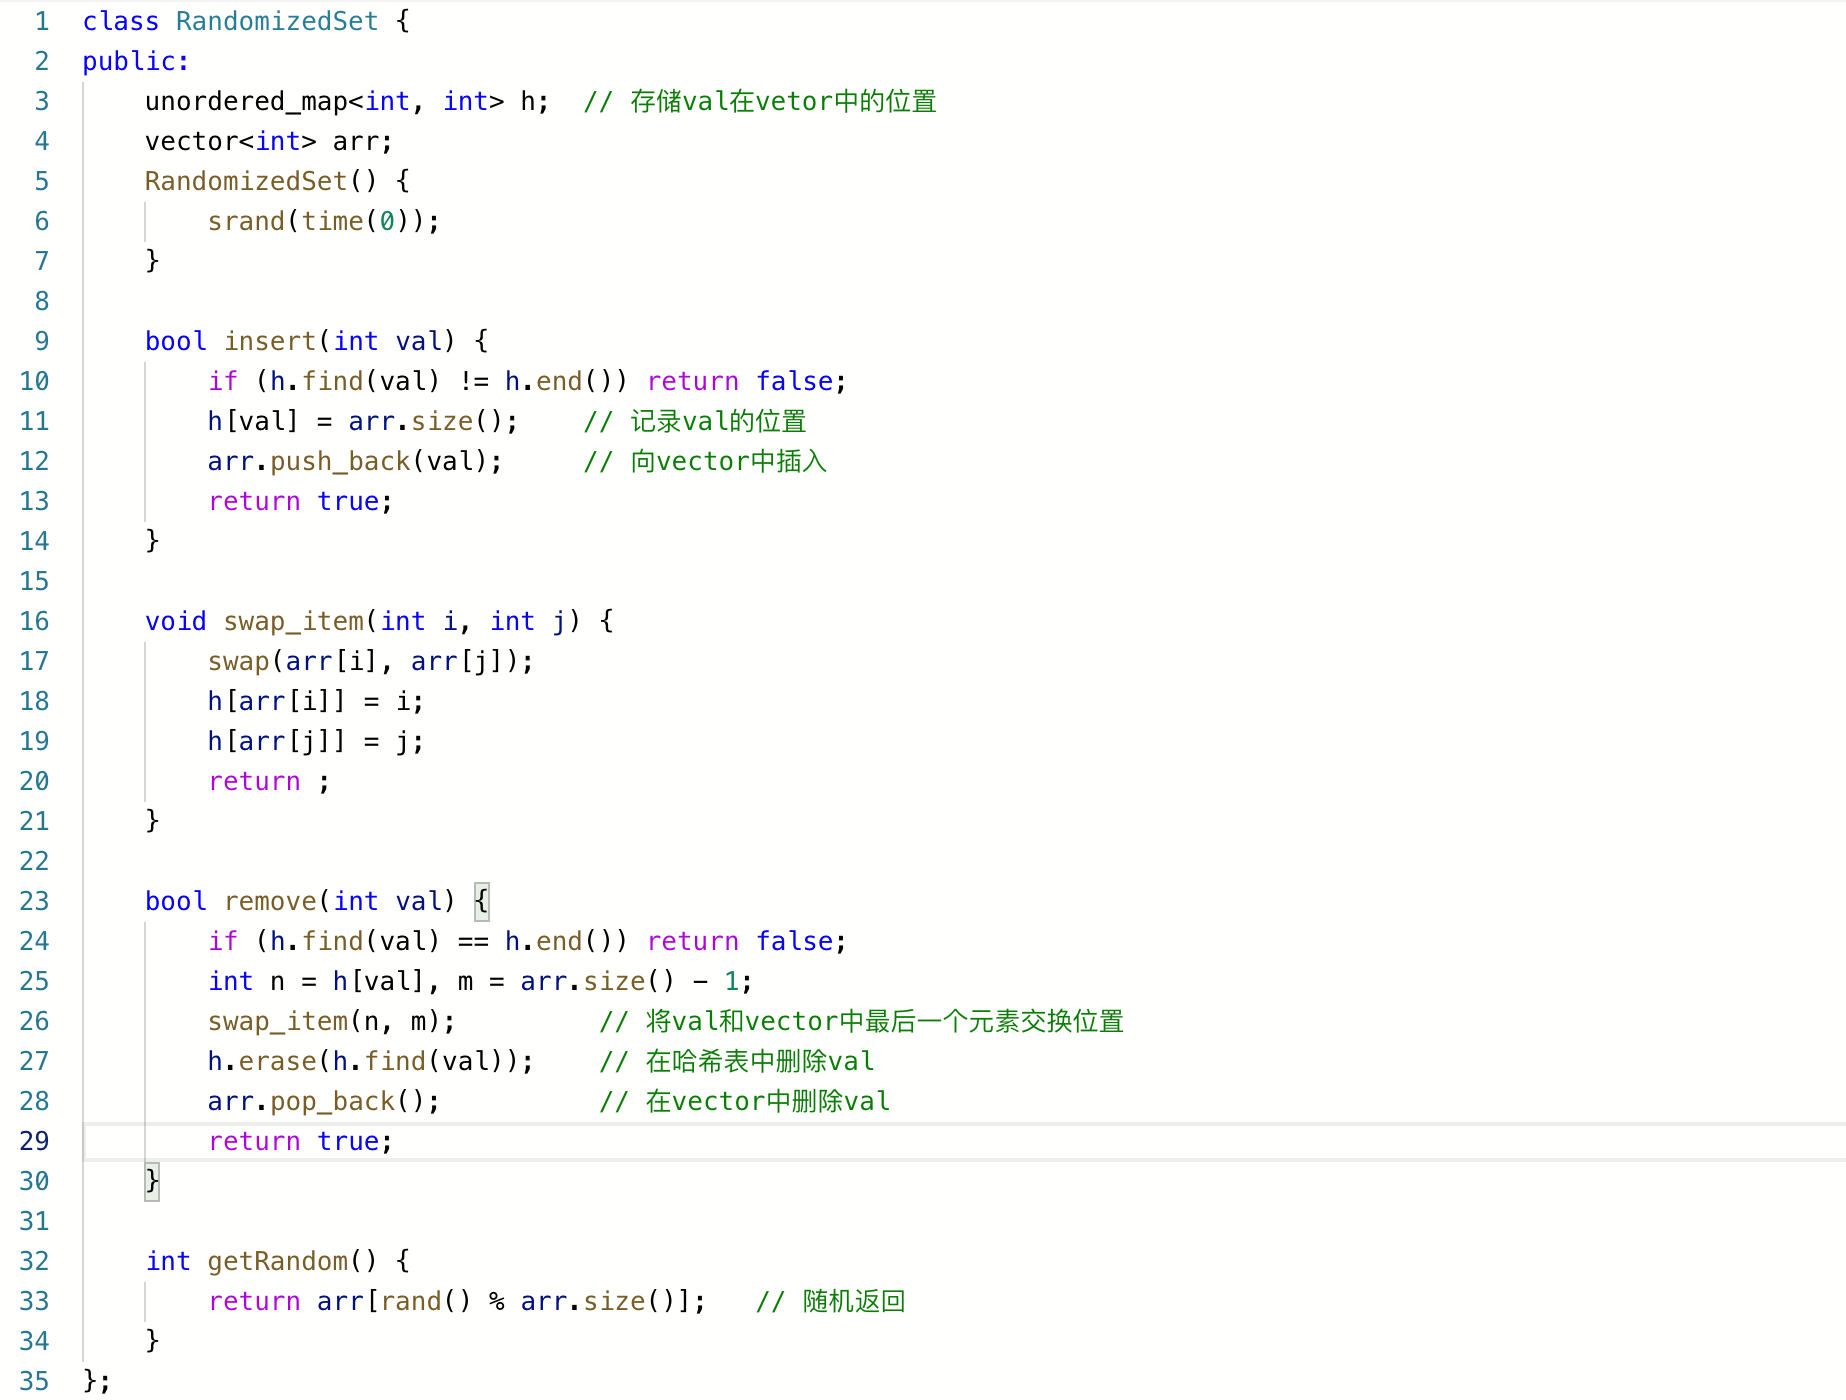 1 class RandomizedSet {
2 public:
3     unordered_map<int, int> h;  // 存储val在vetor中的位置
4     vector<int> arr;
5     RandomizedSet() {
6         srand(time(0));
7     }
8
9     bool insert(int val) {
10         if (h.find(val) != h.end()) return false;
11         h[val] = arr.size();    // 记录val的位置
12         arr.push_back(val);     // 向vector中插入
13         return true;
14     }
15
16     void swap_item(int i, int j) {
17         swap(arr[i], arr[j]);
18         h[arr[i]] = i;
19         h[arr[j]] = j;
20         return ;
21     }
22
23     bool remove(int val) {
24         if (h.find(val) == h.end()) return false;
25         int n = h[val], m = arr.size() - 1;
26         swap_item(n, m);         // 将val和vector中最后一个元素交换位置
27         h.erase(h.find(val));    // 在哈希表中删除val
28         arr.pop_back();          // 在vector中删除val
29         return true;
30     }
31
32     int getRandom() {
33         return arr[rand() % arr.size()];   // 随机返回
34     }
35 };